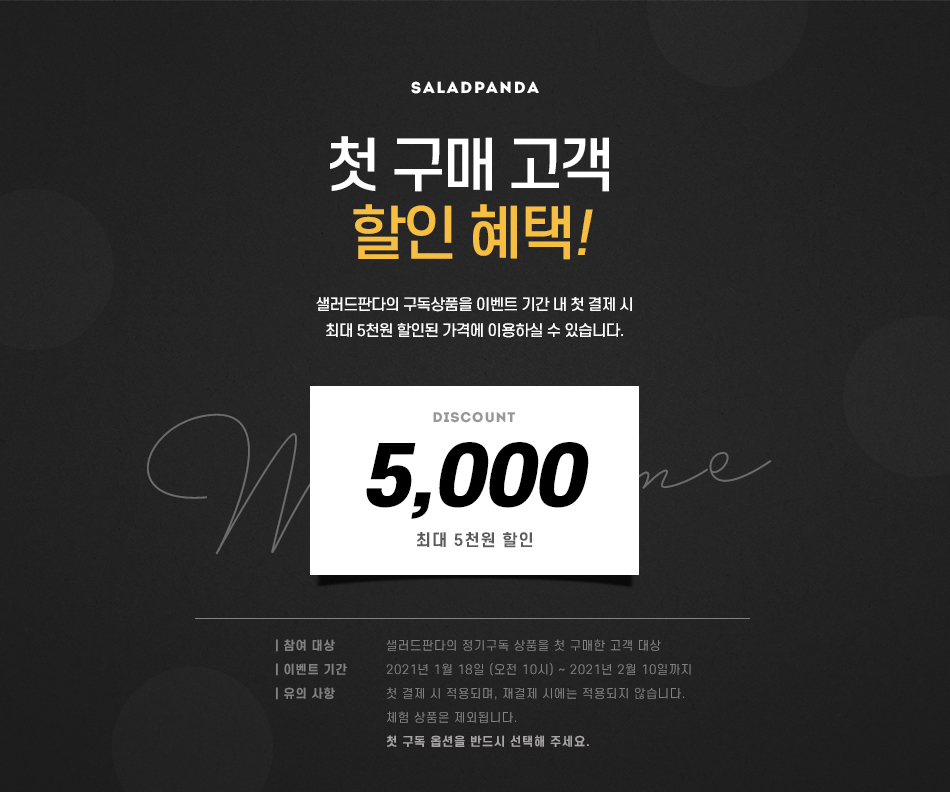 SALADPANDA
첫 구매 고객
할인 혜택!
샐러드판다의 구독상품을 이벤트 기간 내 첫 결제 시
최대 5천원 할인된 가격에 이용하실 수 있습니다.
DISCOUNT
5,000
최대 5천원 할인
| 참여 대상 샐러드판다의 정기구독 상품을 첫 구매한 고객 대상
| 이벤트 기간 2021년 1월 18일 (오전 10시) ~ 2021년 2월 10일까지
| 유의 사항 첫 결제 시 적용되며, 재결제 시에는 적용되지 않습니다.
체험 상품은 제외됩니다.
첫 구독 옵션을 반드시 선택해 주세요.